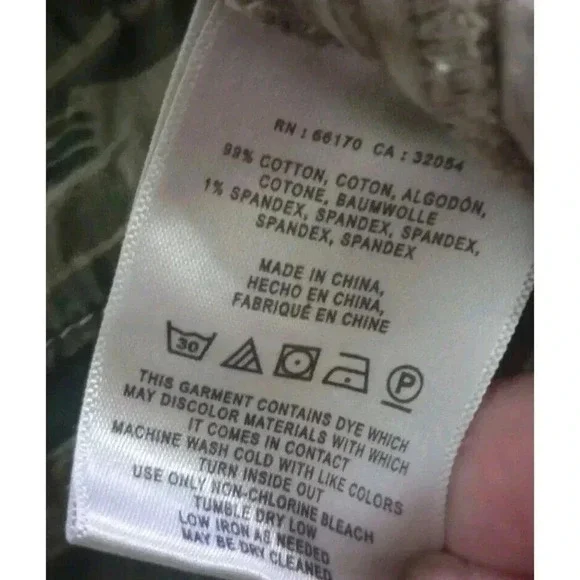 RN : 66170 CA : 32054
99% COTTON, COTON, ALGODÓN,
COTONE, BAUMWOLLE
1% SPANDEX, SPANDEX, SPANDEX,
SPANDEX, SPANDEX
MADE IN CHINA,
HECHO EN CHINA,
FABRIQUÉ EN CHINE
30 P
THIS GARMENT CONTAINS DYE WHICH
MAY DISCOLOR MATERIALS WITH WHICH
IT COMES IN CONTACT
MACHINE WASH COLD WITH LIKE COLORS
TURN INSIDE OUT
USE ONLY NON-CHLORINE BLEACH
TUMBLE DRY LOW
LOW IRON AS NEEDED
MAY BE DRY CLEANED